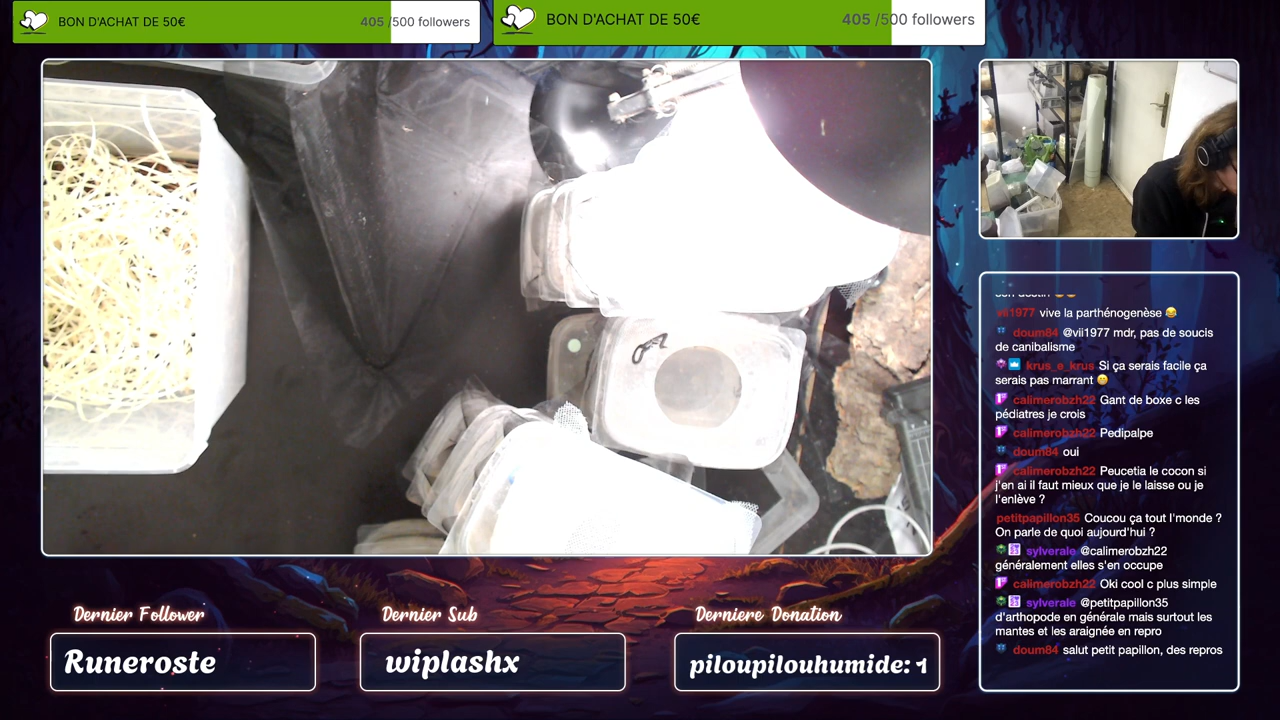 BON D'ACHAT DE 50€ 405 /500 followers
BON D'ACHAT DE 50€ 405 /500 followers
vii1977 vive la parthénogenèse 😂
doum84 @vii1977 mdr, pas de soucis
de canibalisme
krus_e_krus Si ça serais facile ça
serais pas marrant 😁
calimerobzh22 Gant de boxe c les
pédiatres je crois
calimerobzh22 Pedipalpe
doum84 oui
calimerobzh22 Peucetia le cocon si
j'en ai il faut mieux que je le laisse ou je
l'enlève ?
petitpapillon35 Coucou ça tout l'monde ?
On parle de quoi aujourd'hui ?
sylverale @calimerobzh22
généralement elles s'en occupe
calimerobzh22 Oki cool c plus simple
sylverale @petitpapillon35
d'arthopode en générale mais surtout les
mantes et les araignée en repro
doum84 salut petit papillon, des repros
Dernier Follower
Runeroste
Dernier Sub
wiplashx
Derniere Donation
piloupilouhumide: 1